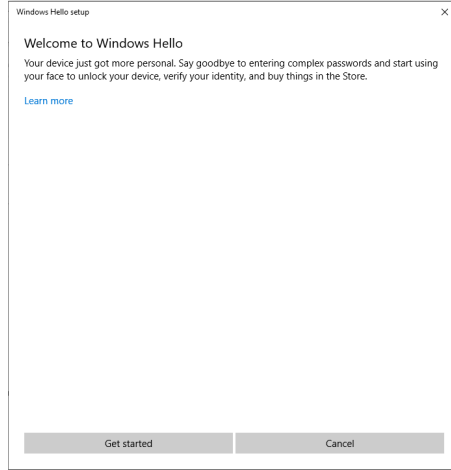 Windows Hello setup
Welcome to Windows Hello
Your device just got more personal. Say goodbye to entering complex passwords and start using
your face to unlock your device, verify your identity, and buy things in the Store.
Learn more
Get started
Cancel